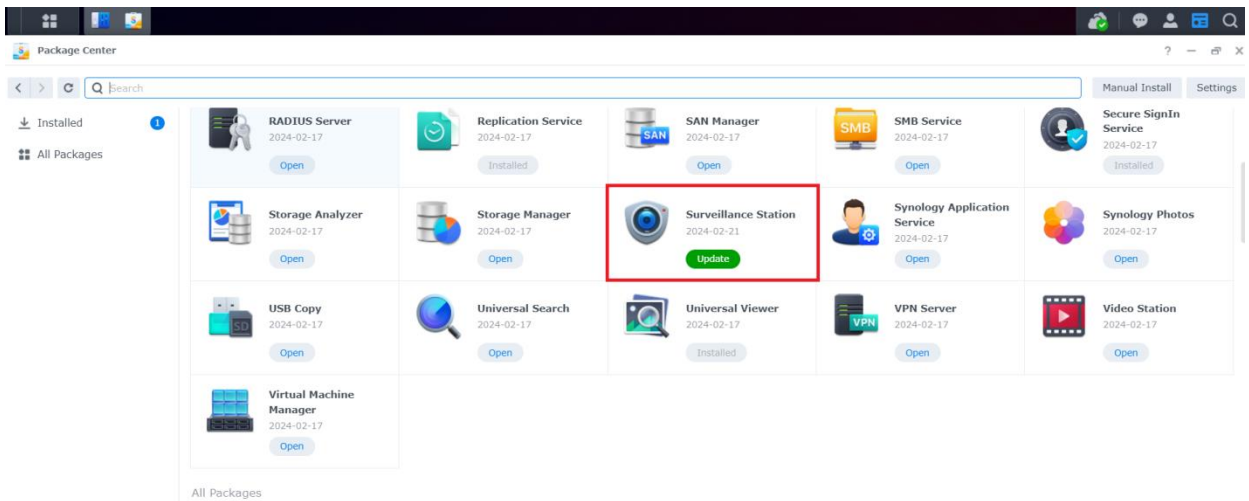 Package Center
Search
Manual Install
Settings
Installed
1
All Packages
RADIUS Server
2024-02-17
Open
Replication Service
2024-02-17
Installed
SAN
SAN Manager
2024-02-17
Open
SMB
SMB Service
2024-02-17
Open
Secure SignIn
Service
2024-02-17
Installed
Storage Analyzer
2024-02-17
Open
Storage Manager
2024-02-17
Open
Surveillance Station
2024-02-21
Update
Synology Application
Service
2024-02-17
Open
Synology Photos
2024-02-17
Open
SD
USB Copy
2024-02-17
Open
Universal Search
2024-02-17
Open
Universal Viewer
2024-02-17
Installed
VPN
VPN Server
2024-02-17
Open
Video Station
2024-02-17
Open
Virtual Machine
Manager
2024-02-17
Open
All Packages